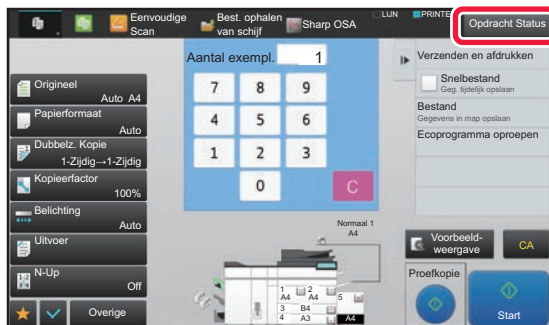 Eenvoudige
Scan
Best. ophalen
van schijf
Sharp OSA
LIJN
PRINTE
Opdracht Status
Origineel
Auto A4
Papierformaat
Auto
Dubbelz. Kopie
1-Zijdig→1-Zijdig
Kopieerfactor
100%
Belichting
Auto
Uitvoer
N-Up
Off
Overige
Aantal exempl.
1
7 8 9
4 5 6
1 2 3
0 C
Normaal 1
A4
1 2
A4 A4 5
3 B4
4 A3 A4
Verzenden en afdrukken
Snelbestand
Geg. tijdelijk opslaan
Bestand
Gegevens in map opslaan
Ecoprogramma oproepen
Voorbeeld-
weergave
CA
Proefkopie
Start